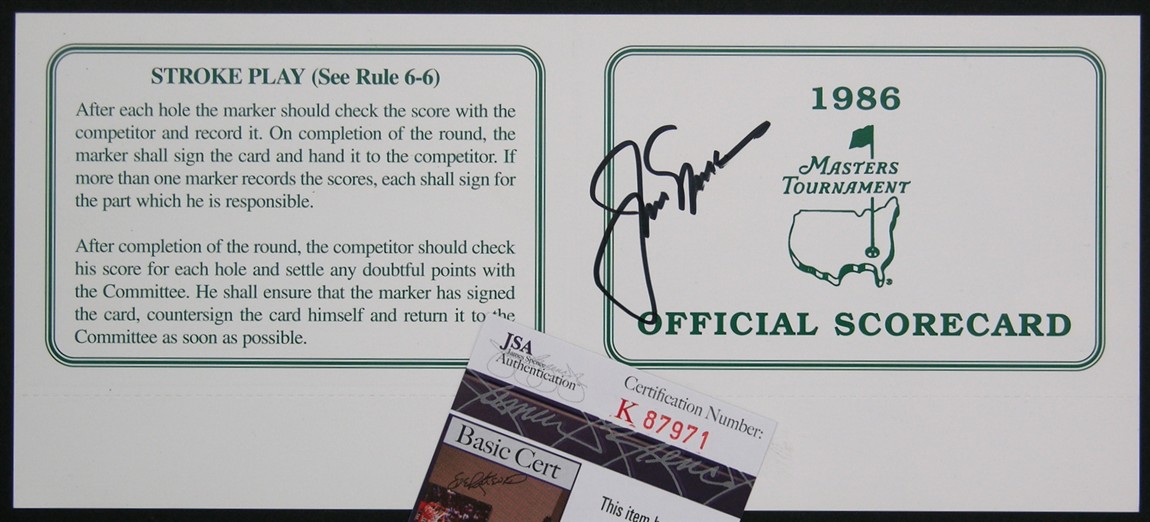 STROKE PLAY (See Rule 6-6)
After each hole the marker should check the score with the
competitor and record it. On completion of the round, the
marker shall sign the card and hand it to the competitor. If
more than one marker records the scores, each shall sign for
the part which he is responsible.
After completion of the round, the competitor should check
his score for each hole and settle any doubtful points with
the Committee. He shall ensure that the marker has signed
the card, countersign the card himself and return it to the
Committee as soon as possible.
1986
MASTERS
TOURNAMENT
®
OFFICIAL SCORECARD
JSA
James Spence
Authentication
Certification Number:
K 87971
Basic Cert
This item